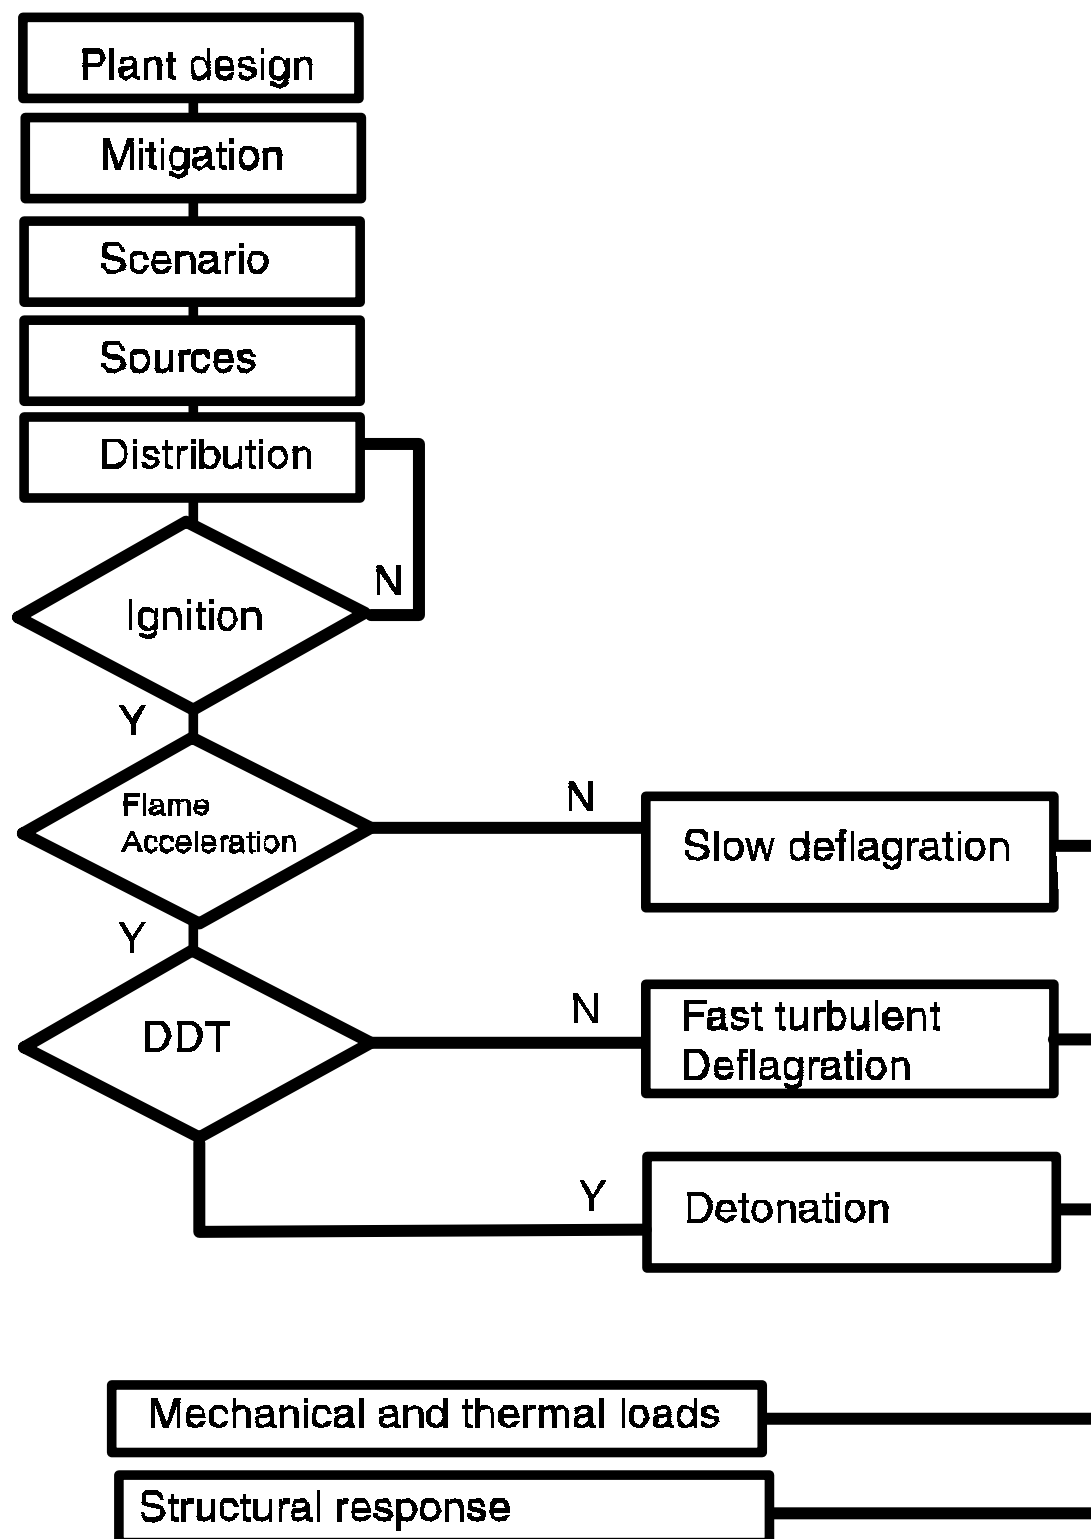 Plant design
Mitigation
Scenario
Sources
Distribution
N
Ignition
Y
Flame
Acceleration
N
Slow deflagration
Y
DDT
N
Fast turbulent
Deflagration
Y
Detonation
Mechanical and thermal loads
Structural response